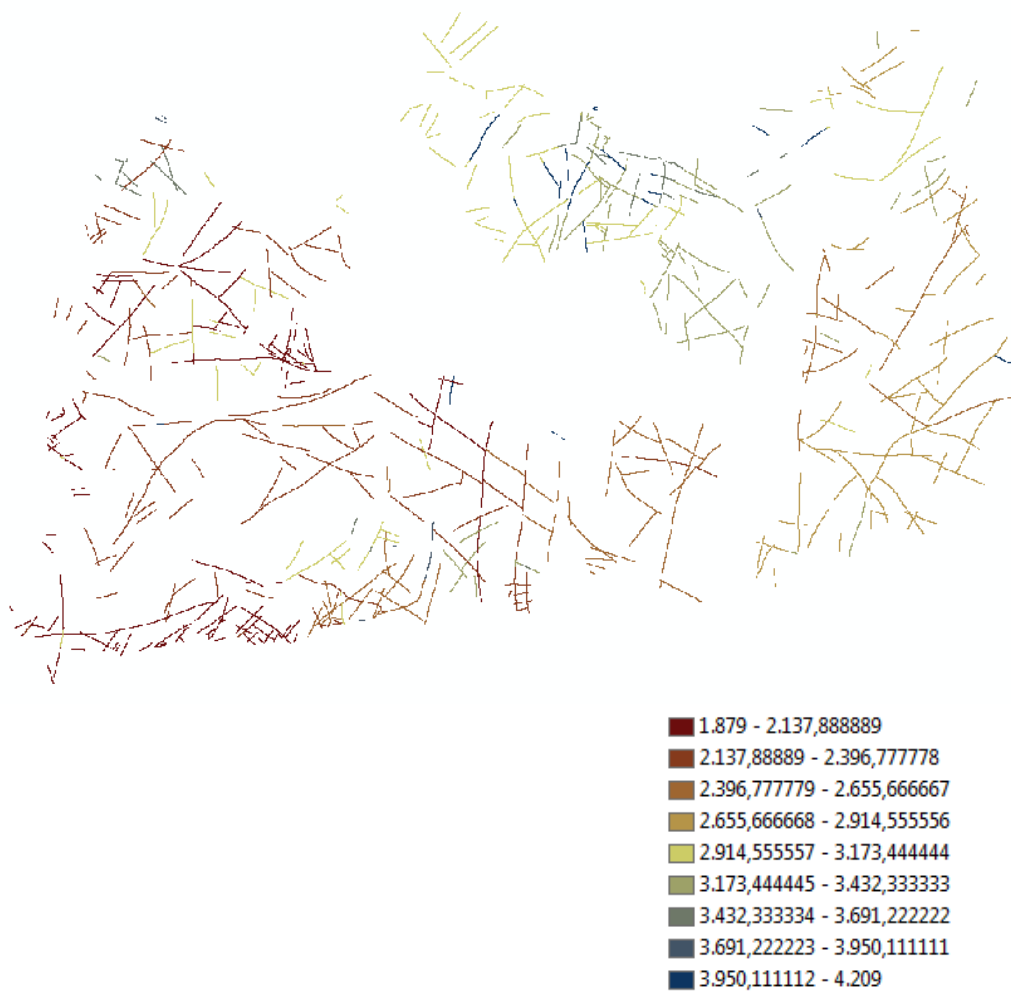 1.879 - 2.137,888889
2.137,88889 - 2.396,777778
2.396,777779 - 2.655,666667
2.655,666668 - 2.914,555556
2.914,555557 - 3.173,444444
3.173,444445 - 3.432,333333
3.432,333334 - 3.691,222222
3.691,222223 - 3.950,111111
3.950,111112 - 4.209